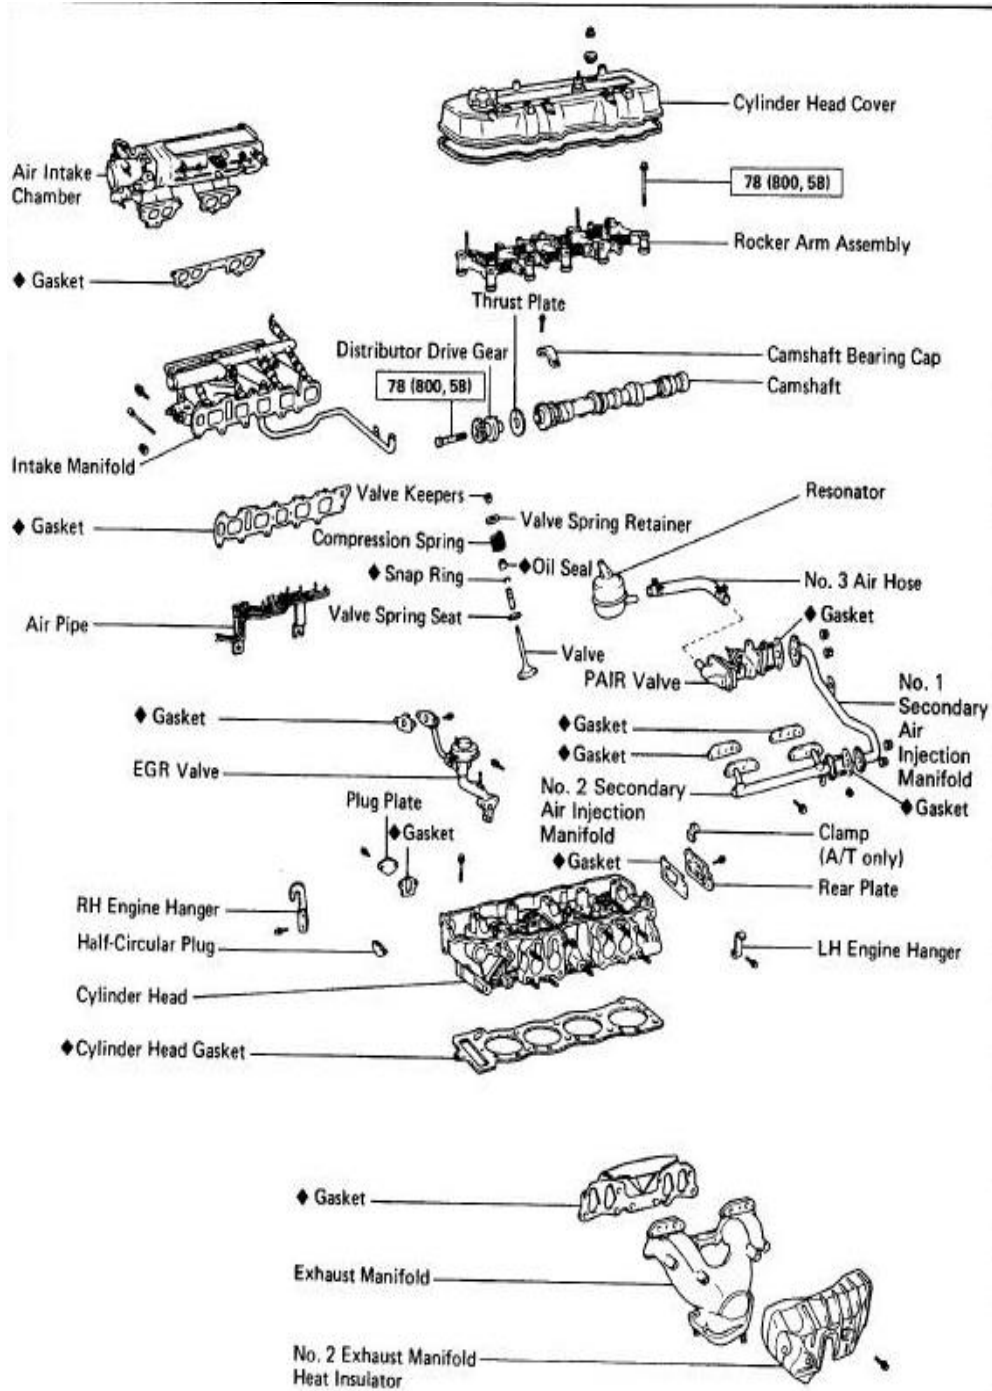 Cylinder Head Cover
Air Intake
Chamber
78 (800, 58)
Rocker Arm Assembly
◆ Gasket
Thrust Plate
Distributor Drive Gear
78 (800, 58)
Camshaft Bearing Cap
Camshaft
Intake Manifold
Valve Keepers
Resonator
◆ Gasket
Valve Spring Retainer
Compression Spring
◆ Oil Seal
◆ Snap Ring
No. 3 Air Hose
Valve Spring Seat
◆ Gasket
Air Pipe
Valve
PAIR Valve
No. 1
Secondary
Air
Injection
Manifold
◆ Gasket
◆ Gasket
◆ Gasket
EGR Valve
No. 2 Secondary
Air Injection
Manifold
◆ Gasket
Plug Plate
◆ Gasket
Clamp
(A/T only)
◆ Gasket
Rear Plate
RH Engine Hanger
Half-Circular Plug
LH Engine Hanger
Cylinder Head
◆ Cylinder Head Gasket
◆ Gasket
Exhaust Manifold
No. 2 Exhaust Manifold
Heat Insulator